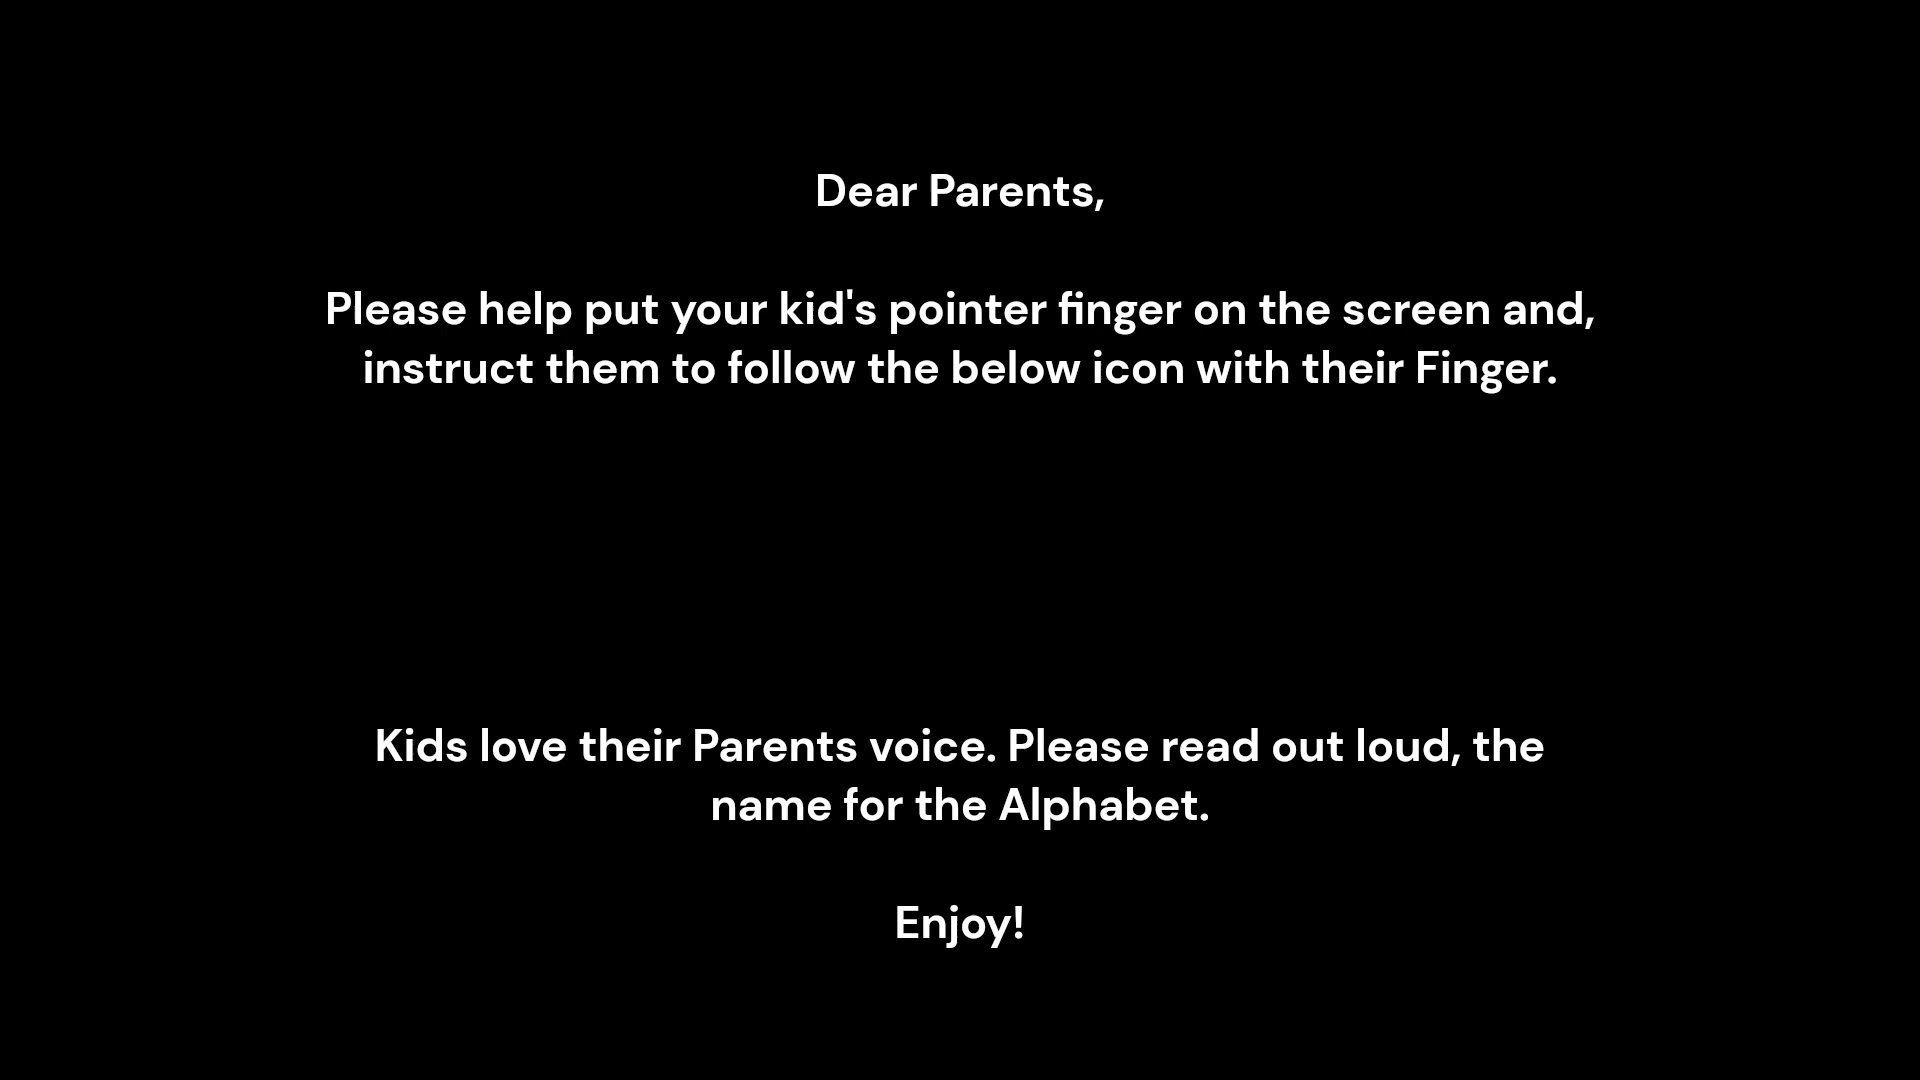 Dear Parents,
Please help put your kid's pointer finger on the screen and,
instruct them to follow the below icon with their Finger.
Kids love their Parents voice. Please read out loud, the
name for the Alphabet.
Enjoy!